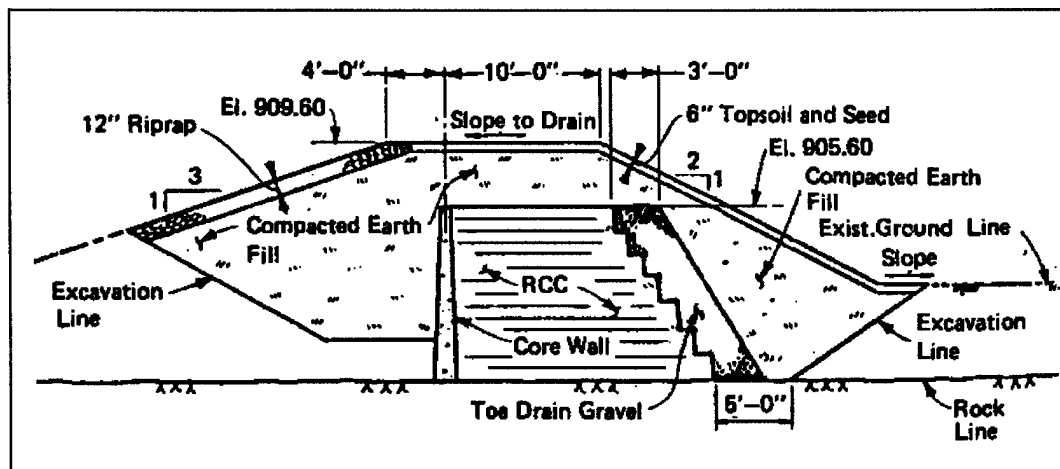 4'-0"
10'-0"
3'-0"
El. 909.60
12" Riprap
Slope to Drain
6" Topsoil and Seed
El. 905.60
3
1
2
1
Compacted Earth
Fill
Compacted Earth
Fill
Exist.Ground Line
Slope
Excavation
Line
RCC
Core Wall
Excavation
Line
Toe Drain Gravel
5'-0"
Rock
Line